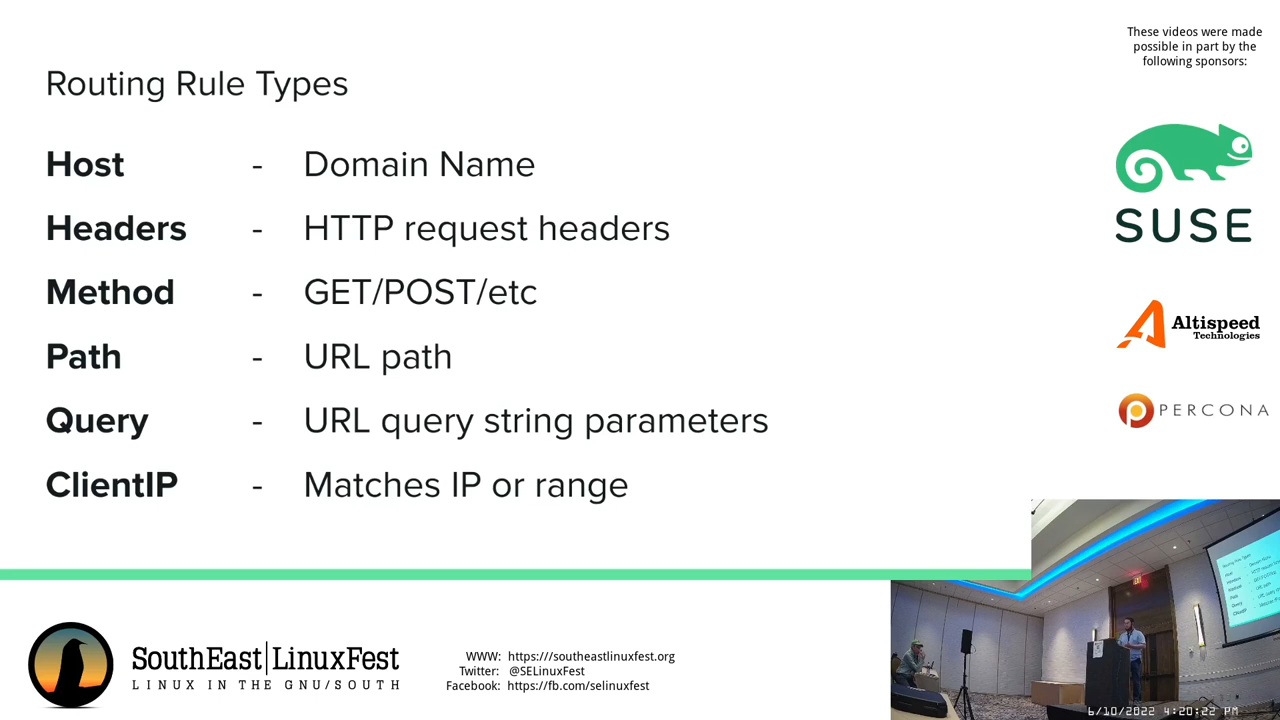 These videos were made
possible in part by the
following sponsors:
Routing Rule Types
Host - Domain Name
Headers - HTTP request headers
Method - GET/POST/etc
Path - URL path
Query - URL query string parameters
ClientIP - Matches IP or range
SUSE
Altispeed
Technologies
PERCONA
SouthEast|LinuxFest
LINUX IN THE GNU/SOUTH
WWW: https://southeastlinuxfest.org
Twitter: @SELinuxFest
Facebook: https://fb.com/selinuxfest
Routing Rule Types
6/10/2022 4:20:22 PM